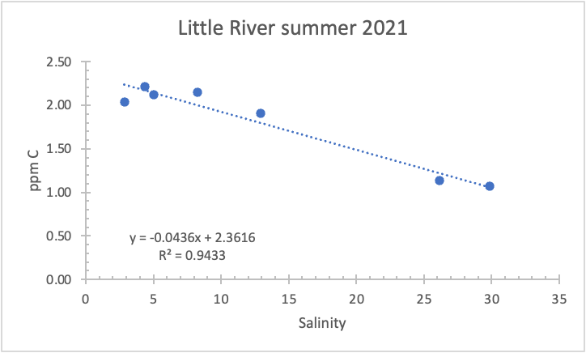 Little River summer 2021
2.50
2.00
1.50
1.00
0.50
0.00
ppm C
y = -0.0436x + 2.3616
R² = 0.9433
0 5 10 15 20 25 30 35
Salinity